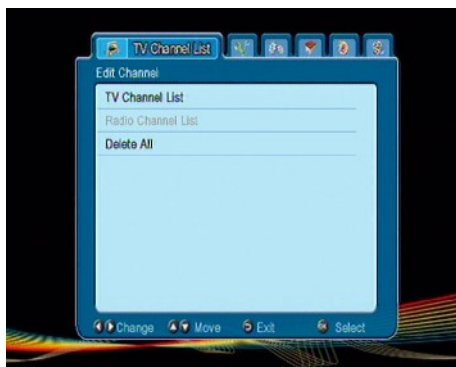 TV Channel List
Edit Channel
TV Channel List
Radio Channel List
Delete All
Change Move Exit Select